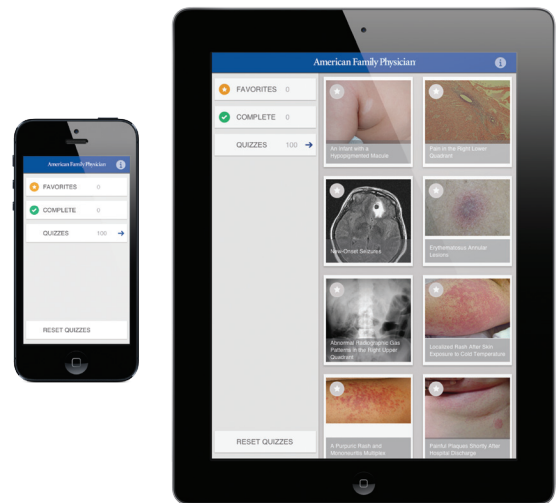 American Family Physician
i
FAVORITES 0
COMPLETE 0
QUIZZES 100
RESET QUIZZES
American Family Physician
i
FAVORITES 0
COMPLETE 0
QUIZZES 100
RESET QUIZZES
An Infant with a
Hypopigmented Macule
Pain in the Right Lower
Quadrant
New-Onset Seizures
Erythematous Annular
Lesions
Abnormal Radiographic Gas
Patterns in the Right Upper
Quadrant
Localized Rash After Skin
Exposure to Cold Temperature
A Purpuric Rash and
Mononeuritis Multiplex
Painful Plaques Shortly After
Hospital Discharge